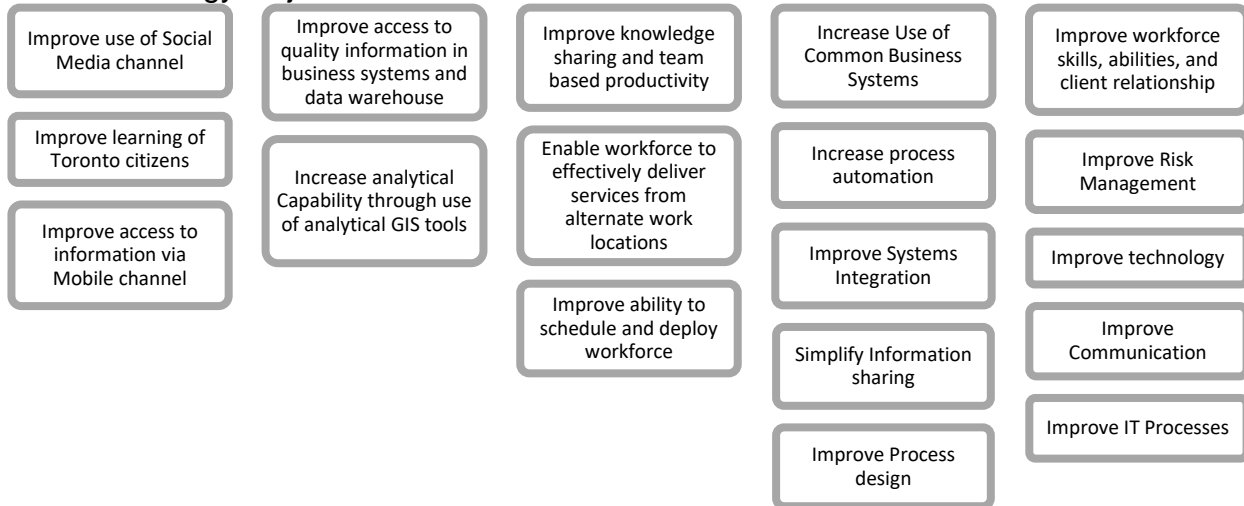 Improve use of Social
Media channel
Improve learning of
Toronto citizens
Improve access to
information via
Mobile channel
Improve access to
quality information in
business systems and
data warehouse
Increase analytical
Capability through use
of analytical GIS tools
Improve knowledge
sharing and team
based productivity
Enable workforce to
effectively deliver
services from
alternate work
locations
Improve ability to
schedule and deploy
workforce
Increase Use of
Common Business
Systems
Increase process
automation
Improve Systems
Integration
Simplify Information
sharing
Improve Process
design
Improve workforce
skills, abilities, and
client relationship
Improve Risk
Management
Improve technology
Improve
Communication
Improve IT Processes